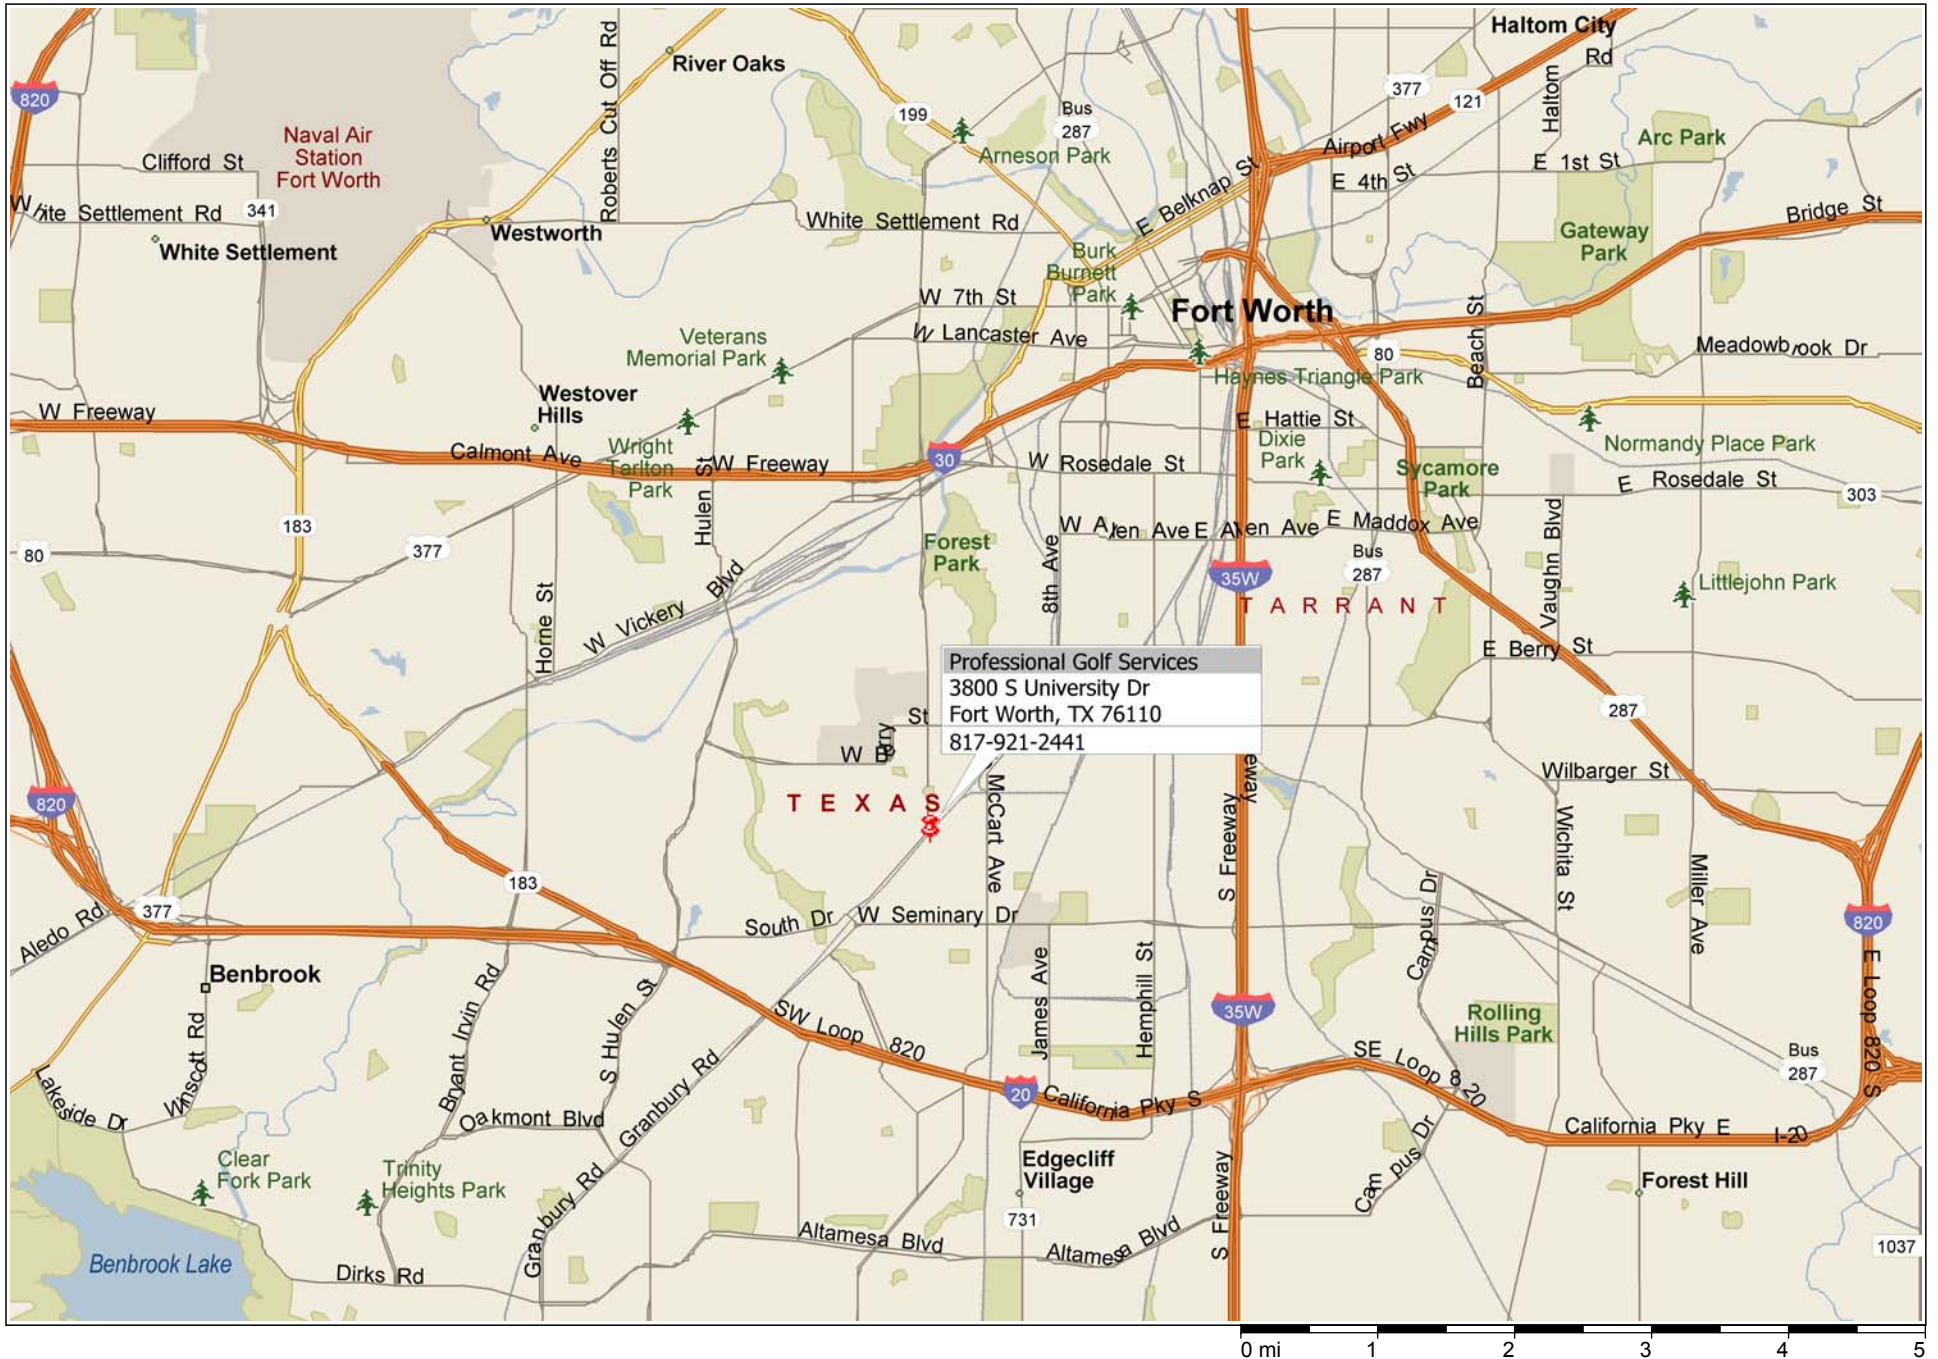 Haltom City
Rd
River Oaks
Roberts Cut Off Rd
820
377
121
199
Bus
287
Haltom
Naval Air
Station
Fort Worth
Arneson Park
Airport Fwy
Arc Park
Clifford St
E 1st St
E 4th St
E Belknap St
White Settlement Rd
341
White Settlement Rd
Bridge St
Westworth
White Settlement
Gateway
Park
Burk
Burnett
Park
W 7th St
Fort Worth
Beach St
W Lancaster Ave
Veterans
Memorial Park
80
Meadowbrook Dr
Haynes Triangle Park
Westover
Hills
W Freeway
E Hattie St
Dixie
Park
Normandy Place Park
Calmont Ave
Wright
Tarlton
Park
W Freeway
30
W Rosedale St
Sycamore
Park
E Rosedale St
303
Hulen St
183
W Allen Ave
E Allen Ave
E Maddox Ave
Vaughn Blvd
80
377
Forest
Park
8th Ave
Bus
287
35W
Littlejohn Park
TARRANT
Horne St
W Vickery Blvd
E Berry St
Professional Golf Services
3800 S University Dr
Fort Worth, TX 76110
817-921-2441
287
W Berry St
eway
Wilbarger St
820
TEXAS
McCart Ave
S Freeway
Wichita St
Miller Ave
183
377
Campus Dr
820
Aledo Rd
South Dr
W Seminary Dr
Benbrook
James Ave
Hemphill St
E Loop 820 S
Bryant Irvin Rd
S Hulen St
SW Loop 820
35W
Rolling
Hills Park
Winscott Rd
SE Loop 820
Bus
287
Lakeside Dr
Granbury Rd
20
California Pky S
Oakmont Blvd
California Pky E
I-20
Campus Dr
Clear
Fork Park
Trinity
Heights Park
Edgecliff
Village
Forest Hill
Granbury Rd
731
S Freeway
Altamesa Blvd
Altamesa Blvd
1037
Benbrook Lake
Dirks Rd
0 mi 1 2 3 4 5